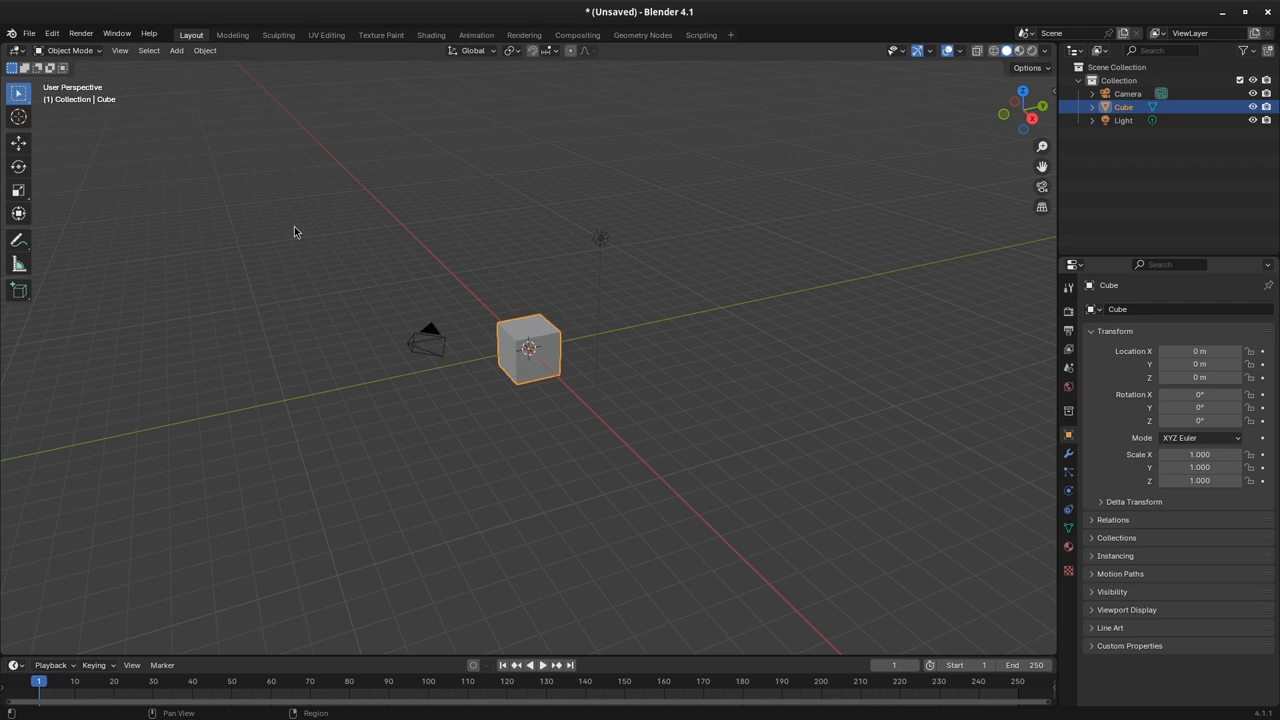 * (Unsaved) - Blender 4.1
File Edit Render Window Help Layout Modeling Sculpting UV Editing Texture Paint Shading Animation Rendering Compositing Geometry Nodes Scripting + Scene ViewLayer
Object Mode View Select Add Object Global Search
Options
User Perspective
(1) Collection | Cube
Z
Y
X
Scene Collection
Collection
Camera
Cube
Light
Search
Cube
Cube
Transform
Location X 0 m
Y 0 m
Z 0 m
Rotation X 0°
Y 0°
Z 0°
Mode XYZ Euler
Scale X 1.000
Y 1.000
Z 1.000
Delta Transform
Relations
Collections
Instancing
Motion Paths
Visibility
Viewport Display
Line Art
Custom Properties
Playback Keying View Marker 1 Start 1 End 250
1 10 20 30 40 50 60 70 80 90 100 110 120 130 140 150 160 170 180 190 200 210 220 230 240 250
Pan View Region 4.1.1